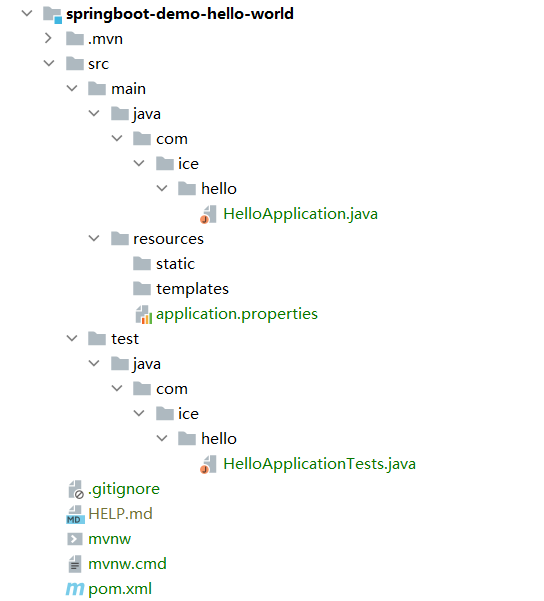 springboot-demo-hello-world
.mvn
src
main
java
com
ice
hello
HelloApplication.java
resources
static
templates
application.properties
test
java
com
ice
hello
HelloApplicationTests.java
.gitignore
HELP.md
mvnw
mvnw.cmd
pom.xml